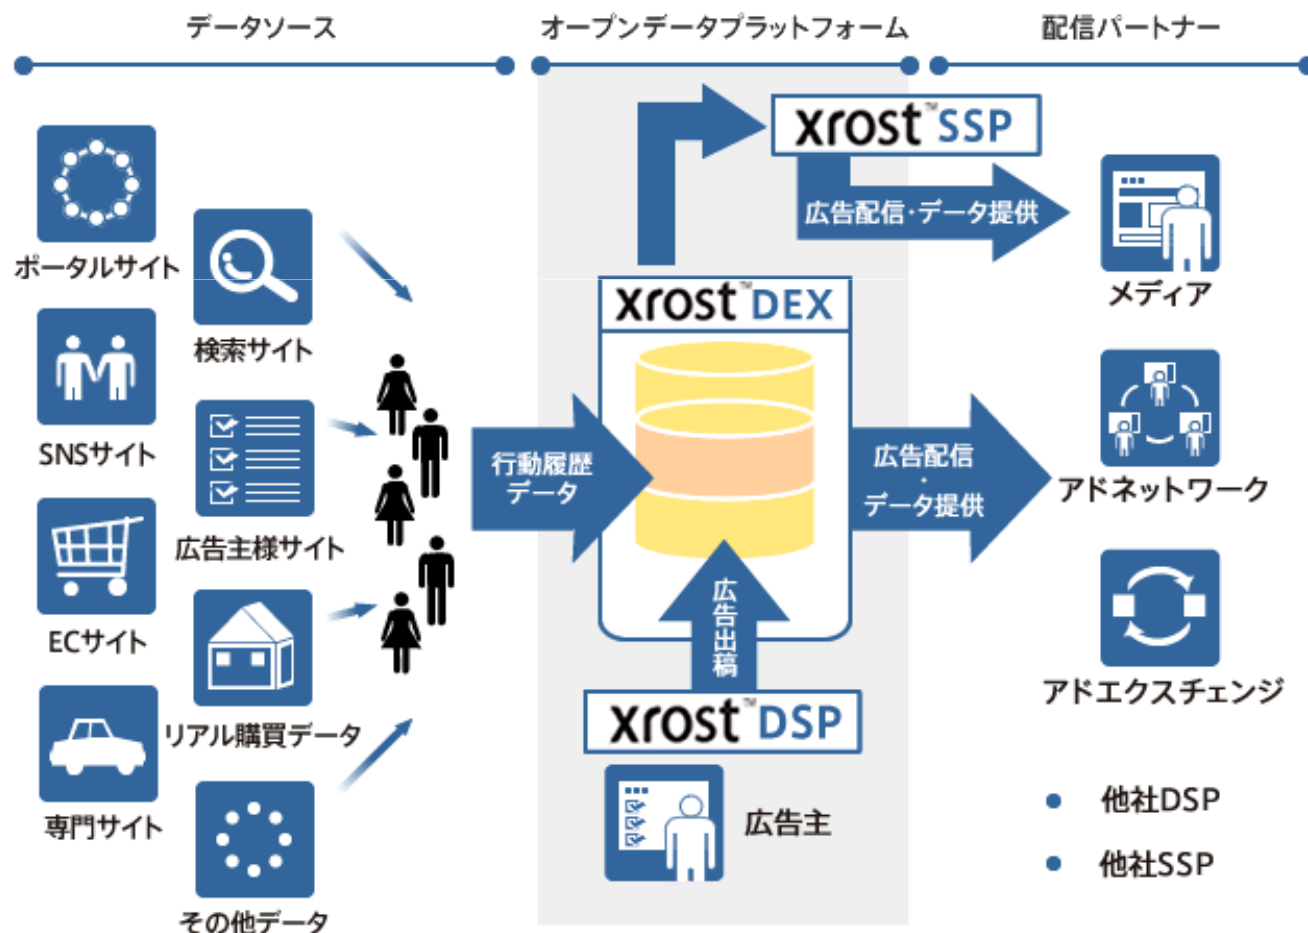 データソース
オープンデータプラットフォーム
配信パートナー
ポータルサイト
検索サイト
SNSサイト
広告主様サイト
ECサイト
リアル購買データ
専門サイト
その他データ
行動履歴
データ
xrost™SSP
広告配信・データ提供
xrost™DEX
広告配信
・
データ提供
広告出稿
xrost™DSP
広告主
メディア
アドネットワーク
アドエクスチェンジ
• 他社DSP
• 他社SSP